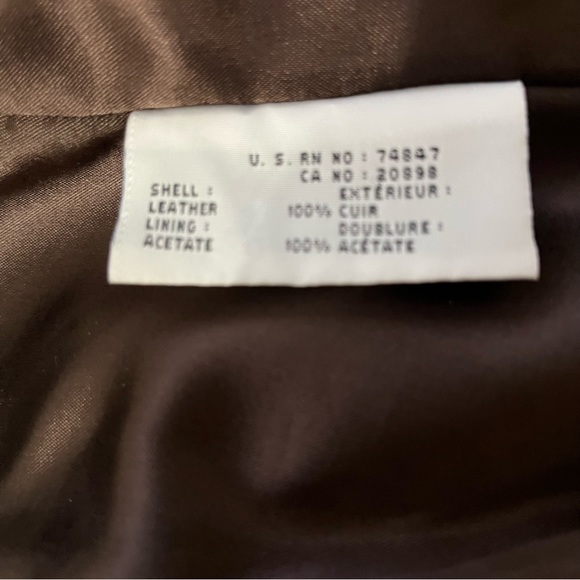 U. S. RN NO : 74847
CA NO : 20898
SHELL : EXTÉRIEUR :
LEATHER 100% CUIR
LINING : DOUBLURE :
ACETATE 100% ACÉTATE